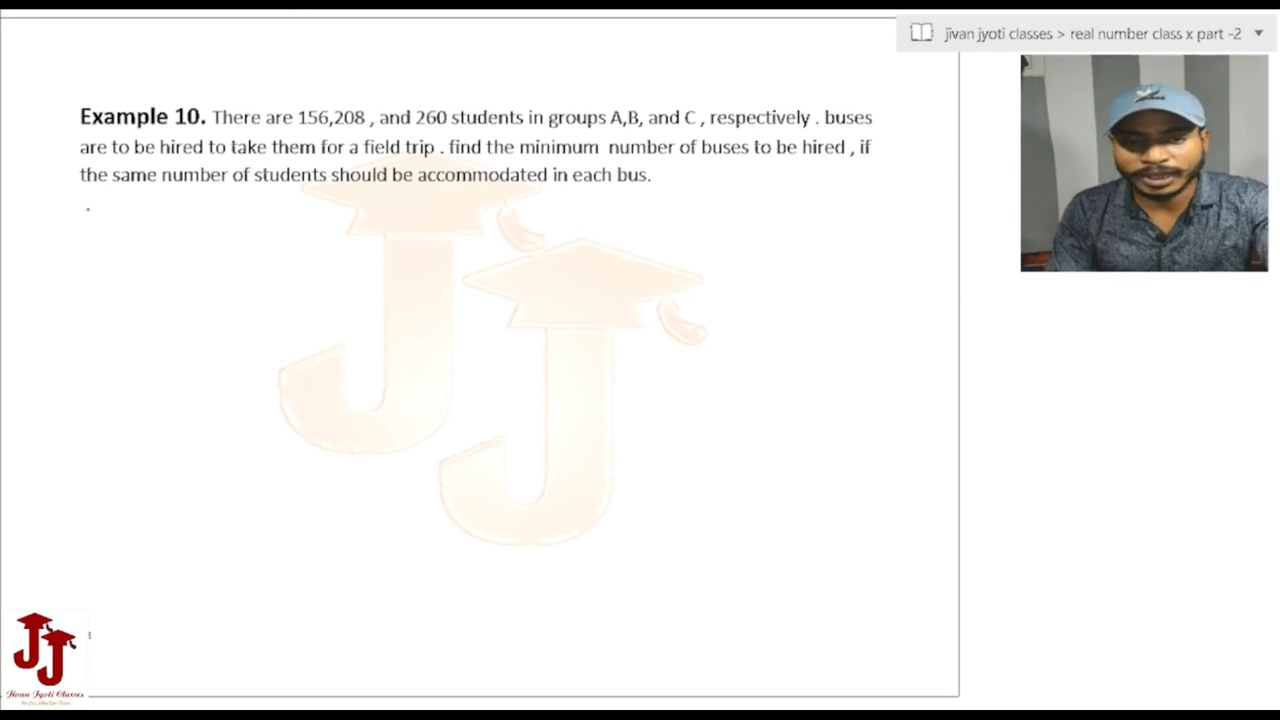 jivan jyoti classes > real number class x part -2
Example 10. There are 156,208 , and 260 students in groups A,B, and C , respectively . buses
are to be hired to take them for a field trip . find the minimum number of buses to be hired , if
the same number of students should be accommodated in each bus.
Jivan Jyoti Classes